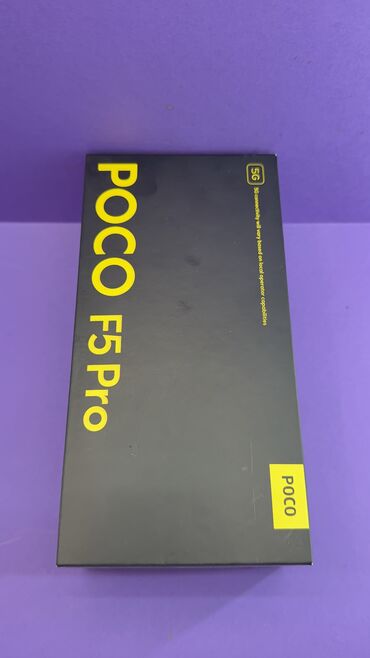 5G
5G connectivity will vary based on local operator capabilities
POCO F5 Pro
POCO